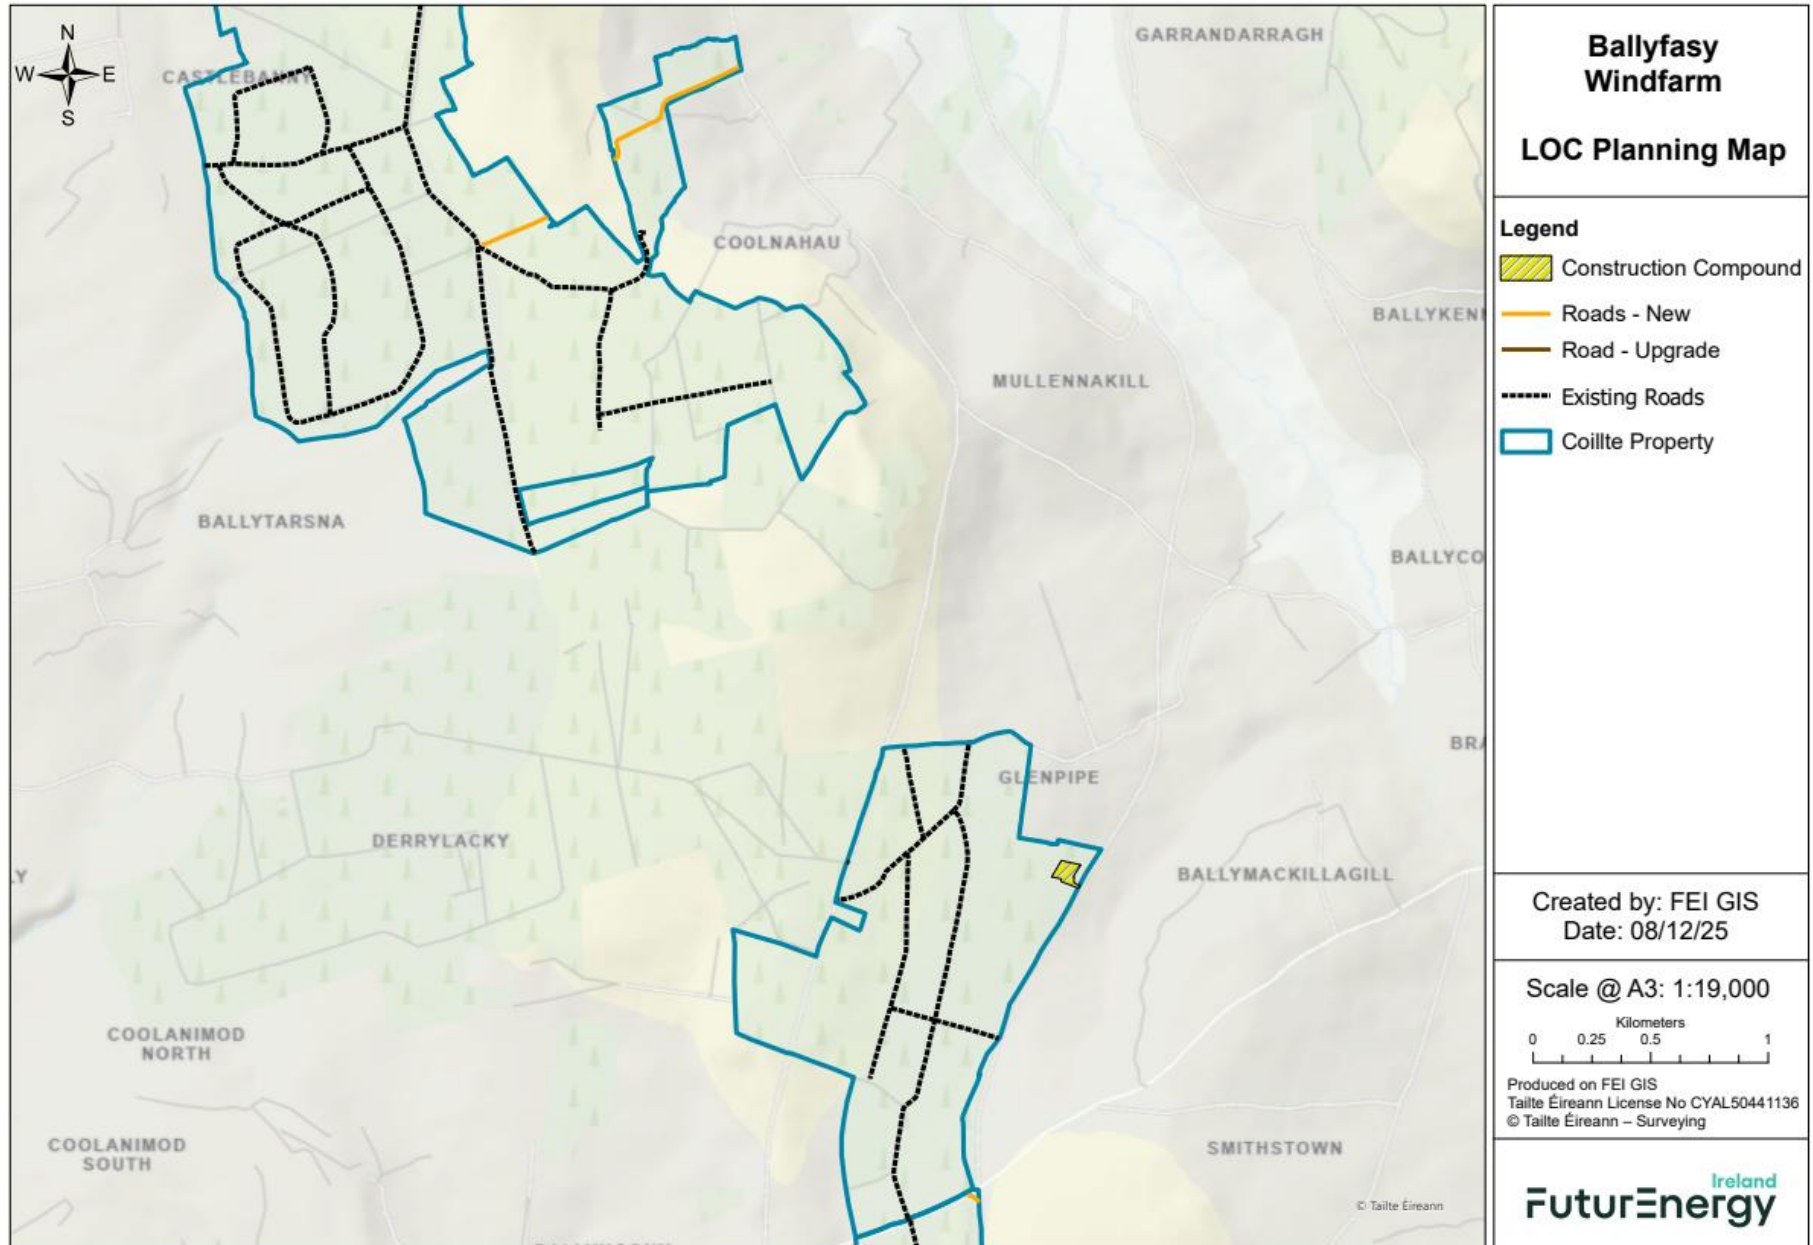 N
W
E
S
CASTLEBANNY
GARRANDARRAGH
COOLNAHAU
BALLYKEN
MULLENNAKILL
BALLYTARSNA
BALLYCO
BRA
GLENPIPE
DERRYLACKY
BALLYMACKILLAGILL
LY
COOLANIMOD
NORTH
COOLANIMOD
SOUTH
SMITHSTOWN
© Tailte Éireann
Ballyfasy
Windfarm
LOC Planning Map
Legend
Construction Compound
Roads - New
Road - Upgrade
Existing Roads
Coillte Property
Created by: FEI GIS
Date: 08/12/25
Scale @ A3: 1:19,000
Kilometers
0 0.25 0.5 1
Produced on FEI GIS
Tailte Éireann License No CYAL50441136
© Tailte Éireann – Surveying
Ireland
FuturEnergy